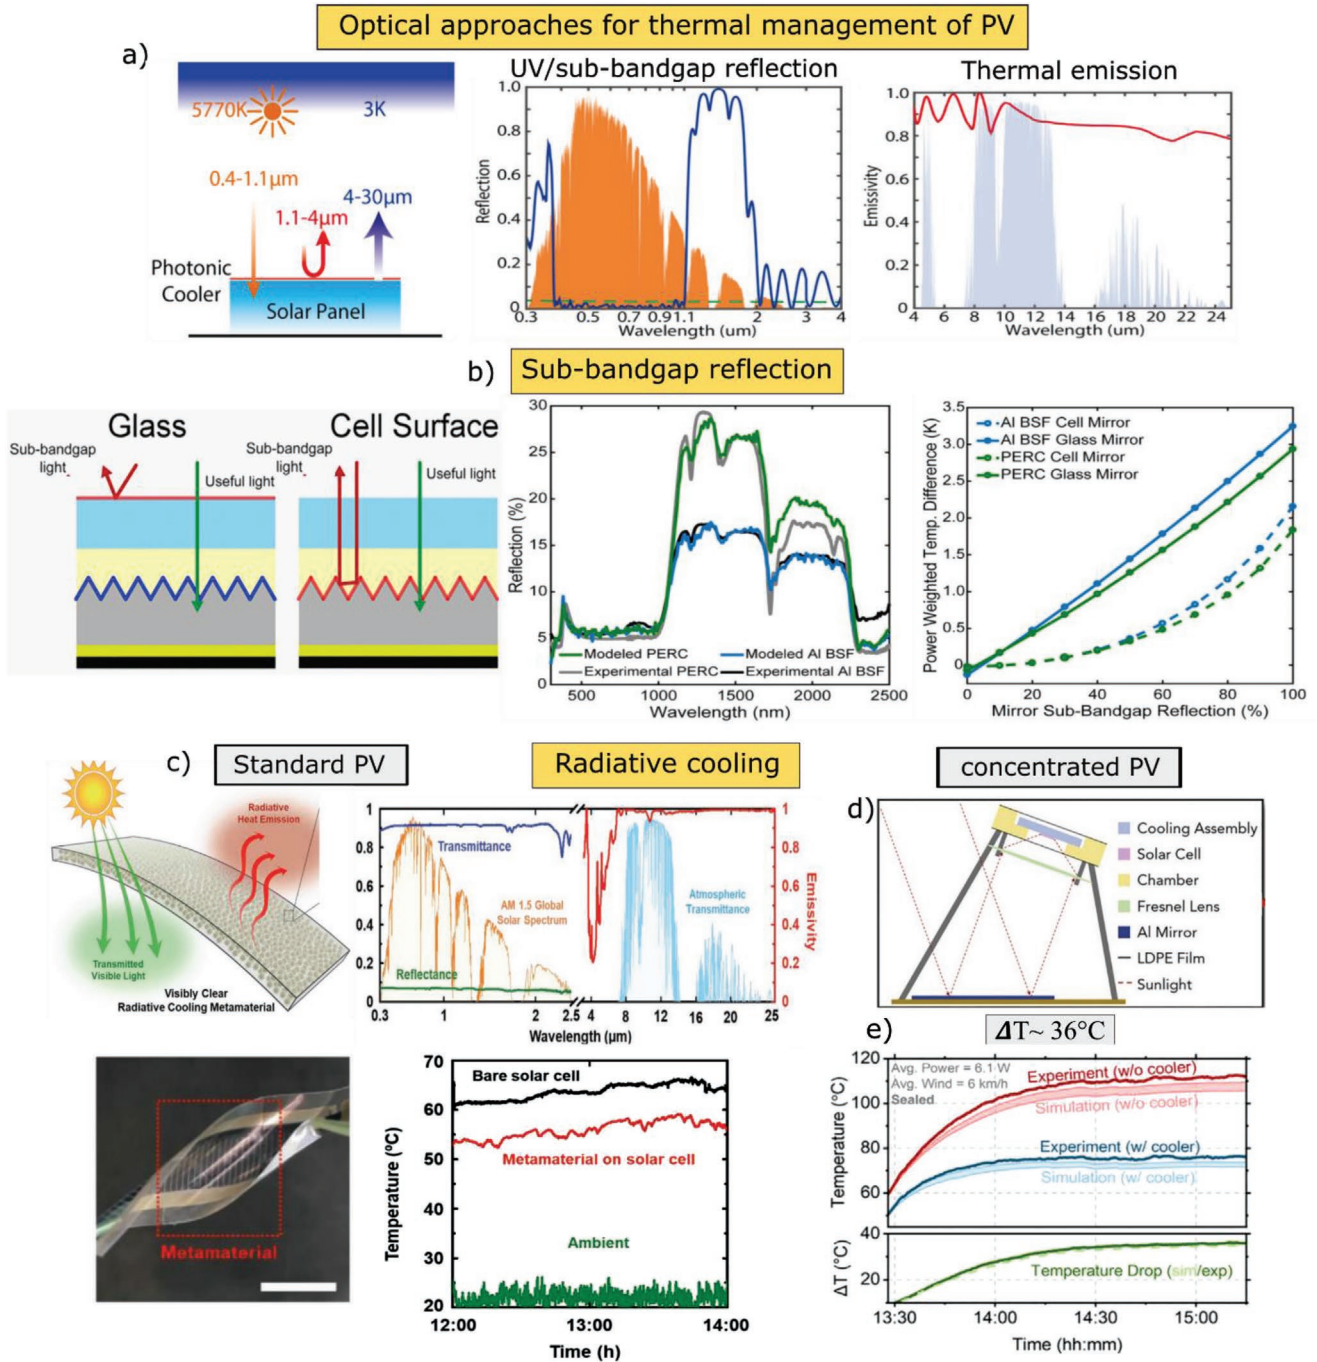 Optical approaches for thermal management of PV
a)
5770K
3K
0.4-1.1µm
4-30µm
1.1-4µm
Photonic
Cooler
Solar Panel
UV/sub-bandgap reflection
Reflection
1.0
0.8
0.6
0.4
0.2
0
0.3 0.5 0.7 0.9 1.1 2 3 4
Wavelength (um)
Thermal emission
Emissivity
1.0
0.8
0.6
0.4
0.2
0
4 6 8 10 12 14 16 18 20 22 24
Wavelength (um)
b)
Sub-bandgap reflection
Glass
Sub-bandgap
light
Useful light
Cell Surface
Sub-bandgap
light
Useful light
Reflection (%)
30
25
20
15
10
5
0
Modeled PERC
Modeled Al BSF
Experimental PERC
Experimental Al BSF
500 1000 1500 2000 2500
Wavelength (nm)
Power Weighted Temp. Difference (K)
3.5
3.0
2.5
2.0
1.5
1.0
0.5
0
Al BSF Cell Mirror
Al BSF Glass Mirror
PERC Cell Mirror
PERC Glass Mirror
0 20 40 60 80 100
Mirror Sub-Bandgap Reflection (%)
c)
Standard PV
Radiative cooling
concentrated PV
Radiative
Heat Emission
Transmitted
Visible Light
Visibly Clear
Radiative Cooling Metamaterial
1
0.8
0.6
0.4
0.2
0
Transmittance
AM 1.5 Global
Solar Spectrum
Reflectance
Atmospheric
Transmittance
1
0.8
0.6
0.4
0.2
0
Emissivity
0.3 1 2 2.5 4 8 12 16 20 25
Wavelength (µm)
d)
Cooling Assembly
Solar Cell
Chamber
Fresnel Lens
Al Mirror
LDPE Film
Sunlight
Metamaterial
Temperature (°C)
70
65
60
55
50
35
30
25
20
Bare solar cell
Metamaterial on solar cell
Ambient
12:00 13:00 14:00
Time (h)
e)
ΔT~ 36°C
Temperature (°C)
120
100
80
60
Avg. Power = 6.1 W
Avg. Wind = 6 km/h
Sealed
Experiment (w/o cooler)
Simulation (w/o cooler)
Experiment (w/ cooler)
Simulation (w/ cooler)
ΔT (°C)
40
20
Temperature Drop (sim/exp)
13:30 14:00 14:30 15:00
Time (hh:mm)